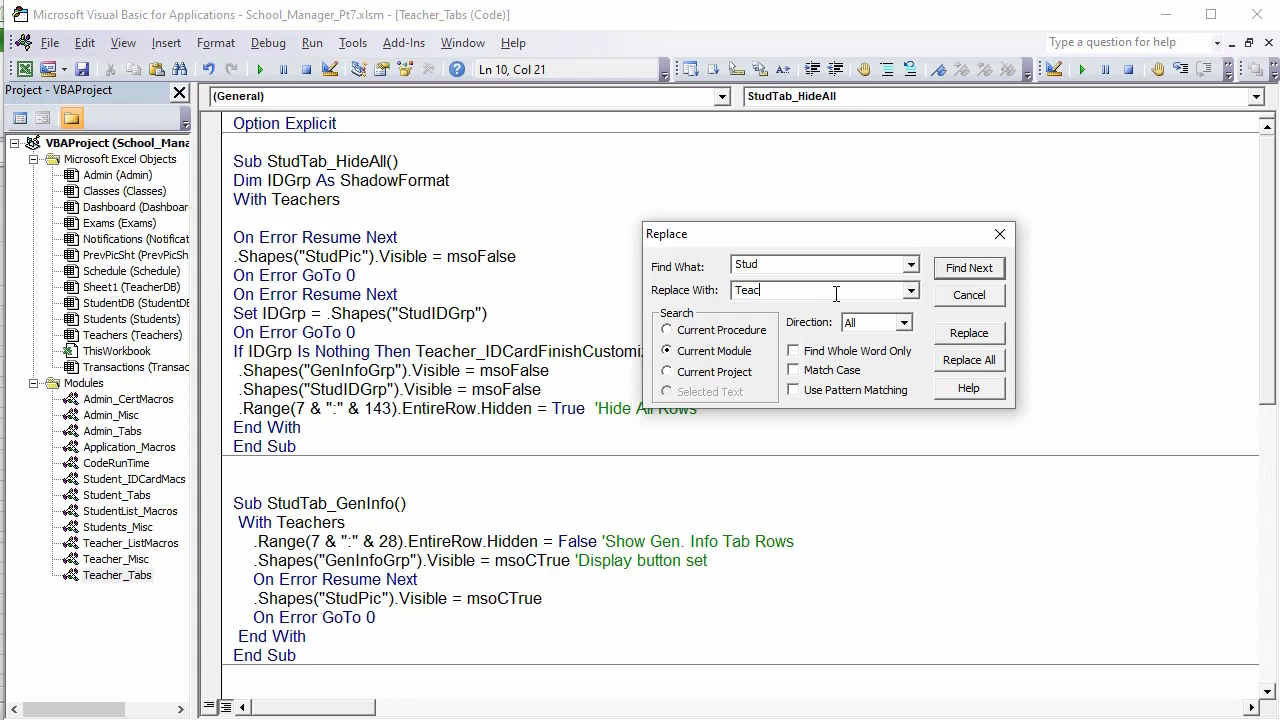 Microsoft Visual Basic for Applications - School_Manager_Pt7.xlsm - [Teacher_Tabs (Code)]
File Edit View Insert Format Debug Run Tools Add-Ins Window Help Type a question for help
Ln 10, Col 21
Project - VBAProject
(General) StudTab_HideAll
VBAProject (School_Mana
Microsoft Excel Objects
Admin (Admin)
Classes (Classes)
Dashboard (Dashboar
Exams (Exams)
Notifications (Notificat
PrevPicSht (PrevPicSht
Schedule (Schedule)
Sheet1 (TeacherDB)
StudentDB (StudentDB
Students (Students)
Teachers (Teachers)
ThisWorkbook
Transactions (Transact
Modules
Admin_CertMacros
Admin_Misc
Admin_Tabs
Application_Macros
CodeRunTime
Student_IDCardMacs
Student_Tabs
StudentList_Macros
Students_Misc
Teacher_ListMacros
Teacher_Misc
Teacher_Tabs
Option Explicit
Sub StudTab_HideAll()
Dim IDGrp As ShadowFormat
With Teachers
On Error Resume Next
.Shapes("StudPic").Visible = msoFalse
On Error GoTo 0
On Error Resume Next
Set IDGrp = .Shapes("StudIDGrp")
On Error GoTo 0
If IDGrp Is Nothing Then Teacher_IDCardFinishCustomiz
.Shapes("GenInfoGrp").Visible = msoFalse
.Shapes("StudIDGrp").Visible = msoFalse
.Range(7 & ":" & 143).EntireRow.Hidden = True 'Hide All Rows
End With
End Sub
Sub StudTab_GenInfo()
With Teachers
.Range(7 & ":" & 28).EntireRow.Hidden = False 'Show Gen. Info Tab Rows
.Shapes("GenInfoGrp").Visible = msoCTrue 'Display button set
On Error Resume Next
.Shapes("StudPic").Visible = msoCTrue
On Error GoTo 0
End With
End Sub
Replace
Find What: Stud Find Next
Replace With: Teac Cancel
Search
Direction: All
Current Procedure
Current Module
Current Project
Selected Text
Find Whole Word Only
Match Case
Use Pattern Matching
Replace
Replace All
Help